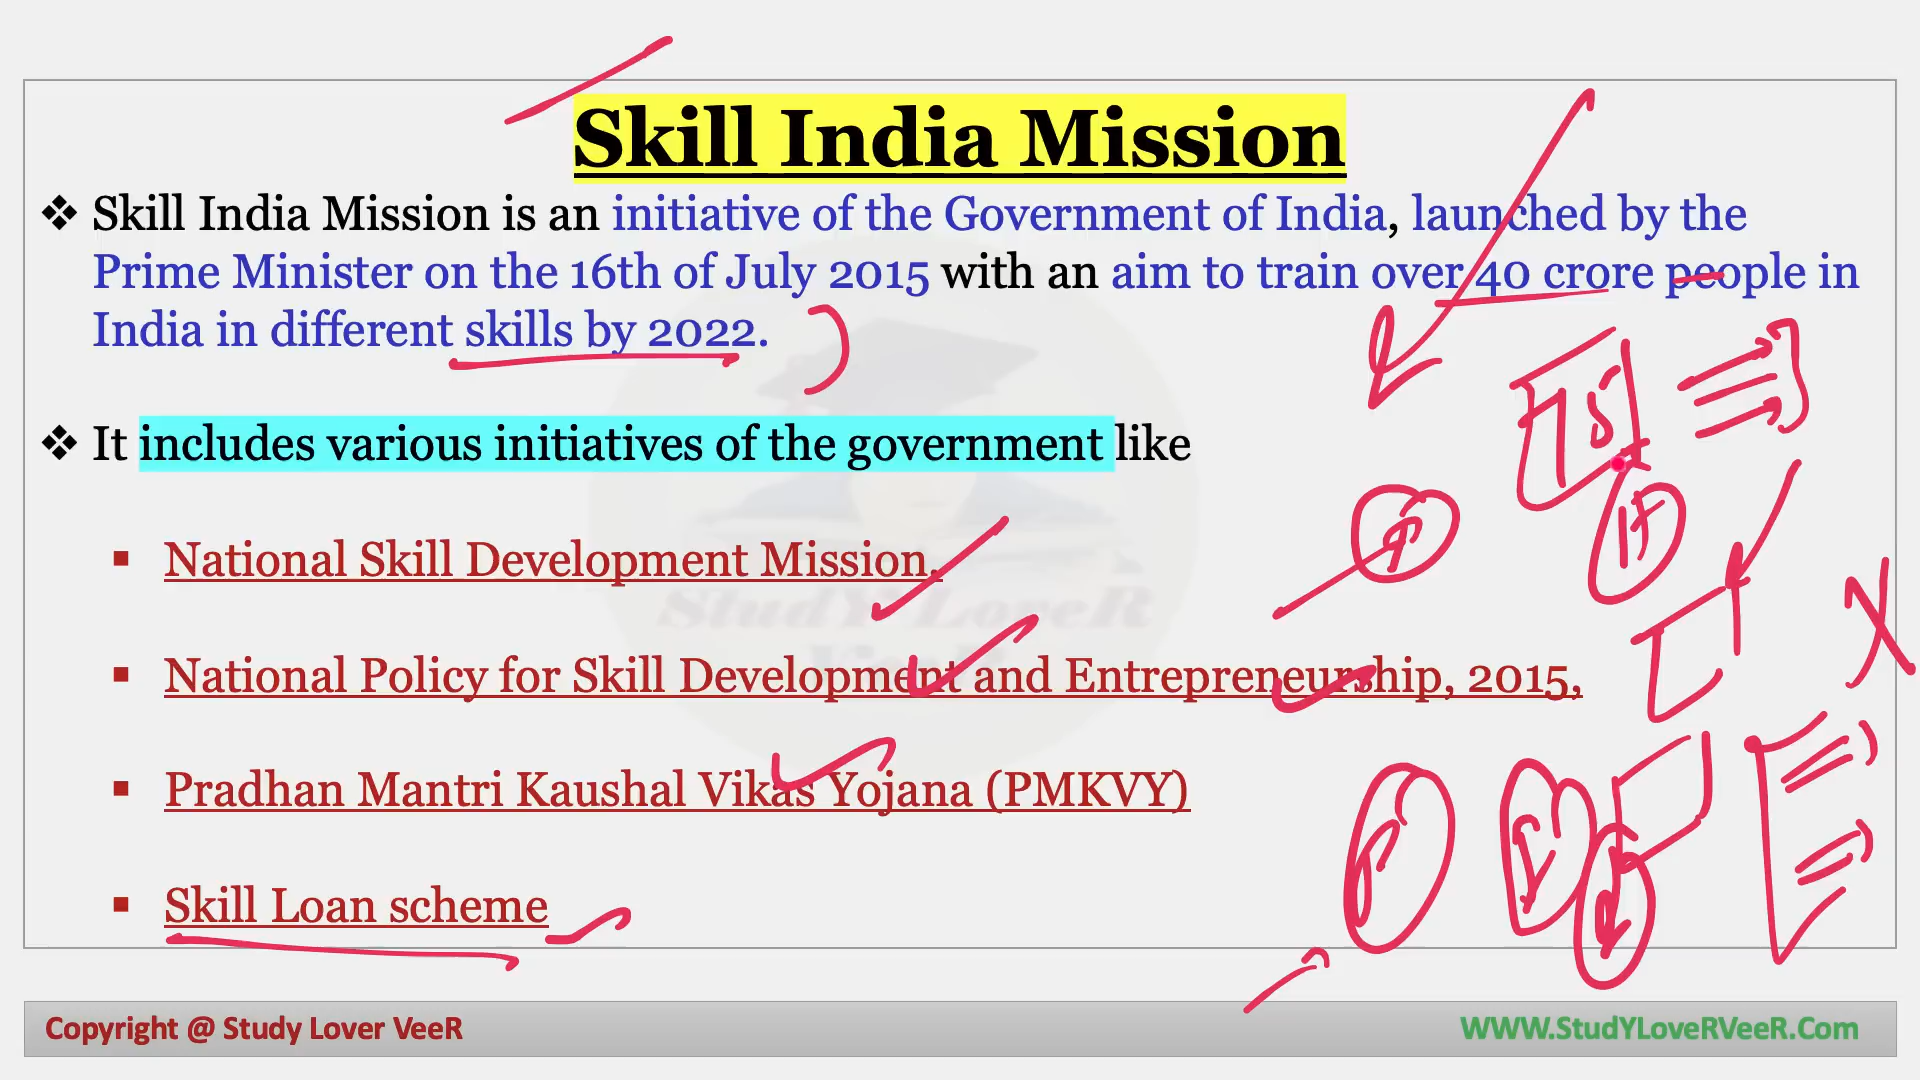 Skill India Mission
❖ Skill India Mission is an initiative of the Government of India, launched by the
Prime Minister on the 16th of July 2015 with an aim to train over 40 crore people in
India in different skills by 2022.
❖ It includes various initiatives of the government like
▪ National Skill Development Mission,
▪ National Policy for Skill Development and Entrepreneurship, 2015,
▪ Pradhan Mantri Kaushal Vikas Yojana (PMKVY)
▪ Skill Loan scheme
StudY LoveR
VeeR
Copyright @ Study Lover VeeR
WWW.StudYLoveRVeeR.Com